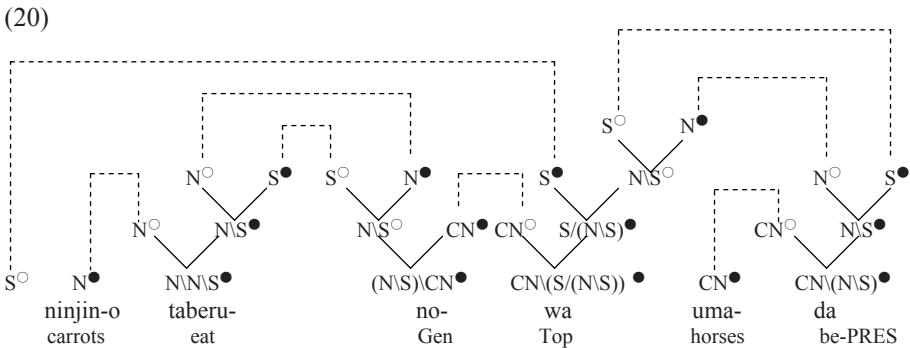 (20)
S○ N●
N○ S● S○ N● S● N\S○ N○ S●
N○ N\S● N\S○ CN● CN○ S/(N\S)● CN○ N\S●
S○ N● N\N\S● (N\S)\CN● CN\(S/(N\S)) ● CN● CN\(N\S)●
ninjin-o taberu- no- wa uma- da
carrots eat Gen Top horses be-PRES